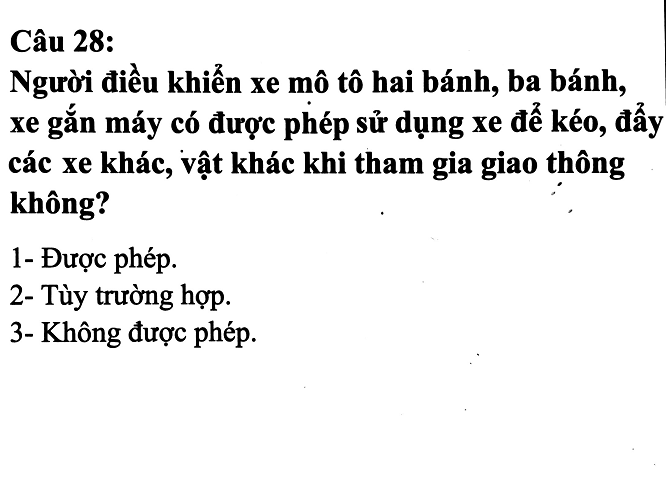 Câu 28:
Người điều khiển xe mô tô hai bánh, ba bánh,
xe gắn máy có được phép sử dụng xe để kéo, đẩy
các xe khác, vật khác khi tham gia giao thông
không?
1- Được phép.
2- Tùy trường hợp.
3- Không được phép.